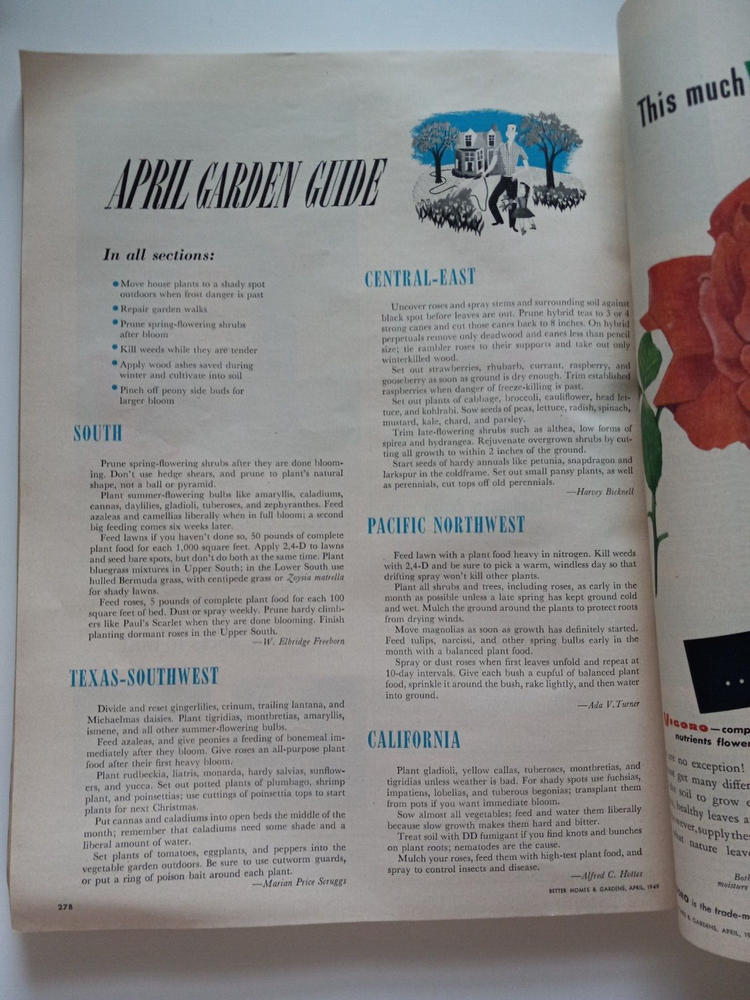 APRIL GARDEN GUIDE
In all sections:
• Move house plants to a shady spot
outdoors when frost danger is past
• Repair garden walks
• Prune spring-flowering shrubs
after bloom
• Kill weeds while they are tender
• Apply wood ashes saved during
winter and cultivate into soil
• Pinch off peony side buds for
larger bloom
SOUTH
Prune spring-flowering shrubs after they are done bloom-
ing. Don't use hedge shears, and prune to plant's natural
shape, not a ball or pyramid.
Plant summer-flowering bulbs like amaryllis, caladiums,
cannas, daylilies, gladioli, tuberoses, and zephyranthes. Feed
azaleas and camellias liberally when in full bloom; a second
big feeding comes six weeks later.
Feed lawns if you haven't done so, 50 pounds of complete
plant food for each 1,000 square feet. Apply 2,4-D to lawns
and seed bare spots, but don't do both at the same time. Plant
bluegrass mixtures in Upper South; in the Lower South use
hulled Bermuda grass, with centipede grass or Zoysia matrella
for shady lawns.
Feed roses, 5 pounds of complete plant food for each 100
square feet of bed. Dust or spray weekly. Prune hardy climb-
ers like Paul's Scarlet when they are done blooming. Finish
planting dormant roses in the Upper South.
—W. Elbridge Freeborn
TEXAS-SOUTHWEST
Divide and reset gingerlilies, crinum, trailing lantana, and
Michaelmas daisies. Plant tigridias, montbretias, amaryllis,
ismene, and all other summer-flowering bulbs.
Feed azaleas, and give peonies a feeding of bonemeal im-
mediately after they bloom. Give roses an all-purpose plant
food after their first heavy bloom.
Plant rudbeckia, liatris, monarda, hardy salvias, sunflow-
ers, and yucca. Set out potted plants of plumbago, shrimp
plant, and poinsettias; use cuttings of poinsettia tops to start
plants for next Christmas.
Put cannas and caladiums into open beds the middle of the
month; remember that caladiums need some shade and a
liberal amount of water.
Set plants of tomatoes, eggplants, and peppers into the
vegetable garden outdoors. Be sure to use cutworm guards,
or put a ring of poison bait around each plant.
—Marian Price Scruggs
278
CENTRAL-EAST
Uncover roses and spray stems and surrounding soil against
black spot before leaves are out. Prune hybrid teas to 3 or 4
strong canes and cut those canes back to 8 inches. On hybrid
perpetuals remove only deadwood and canes less than pencil
size; tie rambler roses to their supports and take out only
winterkilled wood.
Set out strawberries, rhubarb, currant, raspberry, and
gooseberry as soon as ground is dry enough. Trim established
raspberries when danger of freeze-killing is past.
Set out plants of cabbage, broccoli, cauliflower, head let-
tuce, and kohlrabi. Sow seeds of peas, lettuce, radish, spinach,
mustard, kale, chard, and parsley.
Trim late-flowering shrubs such as althea, low forms of
spirea and hydrangea. Rejuvenate overgrown shrubs by cut-
ting all growth to within 2 inches of the ground.
Start seeds of hardy annuals like petunia, snapdragon and
larkspur in the coldframe. Set out small pansy plants, as well
as perennials, cut tops off old perennials.
—Harvey Bicknell
PACIFIC NORTHWEST
Feed lawn with a plant food heavy in nitrogen. Kill weeds
with 2,4-D and be sure to pick a warm, windless day so that
drifting spray won't kill other plants.
Plant all shrubs and trees, including roses, as early in the
month as possible unless a late spring has kept ground cold
and wet. Mulch the ground around the plants to protect roots
from drying winds.
Move magnolias as soon as growth has definitely started.
Feed tulips, narcissi, and other spring bulbs early in the
month with a balanced plant food.
Spray or dust roses when first leaves unfold and repeat at
10-day intervals. Give each bush a cupful of balanced plant
food, sprinkle it around the bush, rake lightly, and then water
into ground.
—Ada V. Turner
CALIFORNIA
Plant gladioli, yellow callas, tuberoses, montbretias, and
tigridias unless weather is bad. For shady spots use fuchsias,
impatiens, lobelias, and tuberous begonias; transplant them
from pots if you want immediate bloom.
Sow almost all vegetables; feed and water them liberally
because slow growth makes them hard and bitter.
Treat soil with DD fumigant if you find knots and bunches
on plant roots; nematodes are the cause.
Mulch your roses, feed them with high-test plant food, and
spray to control insects and disease.
—Alfred C. Hottes
BETTER HOMES & GARDENS, APRIL, 1949
This much
VIGORO—comp
nutrients flower
no exception!
get many differ
soil to grow
healthy leaves a
supply the
nature leav
Bot
moisture
is the trade-m
& GARDENS, APRIL, 19